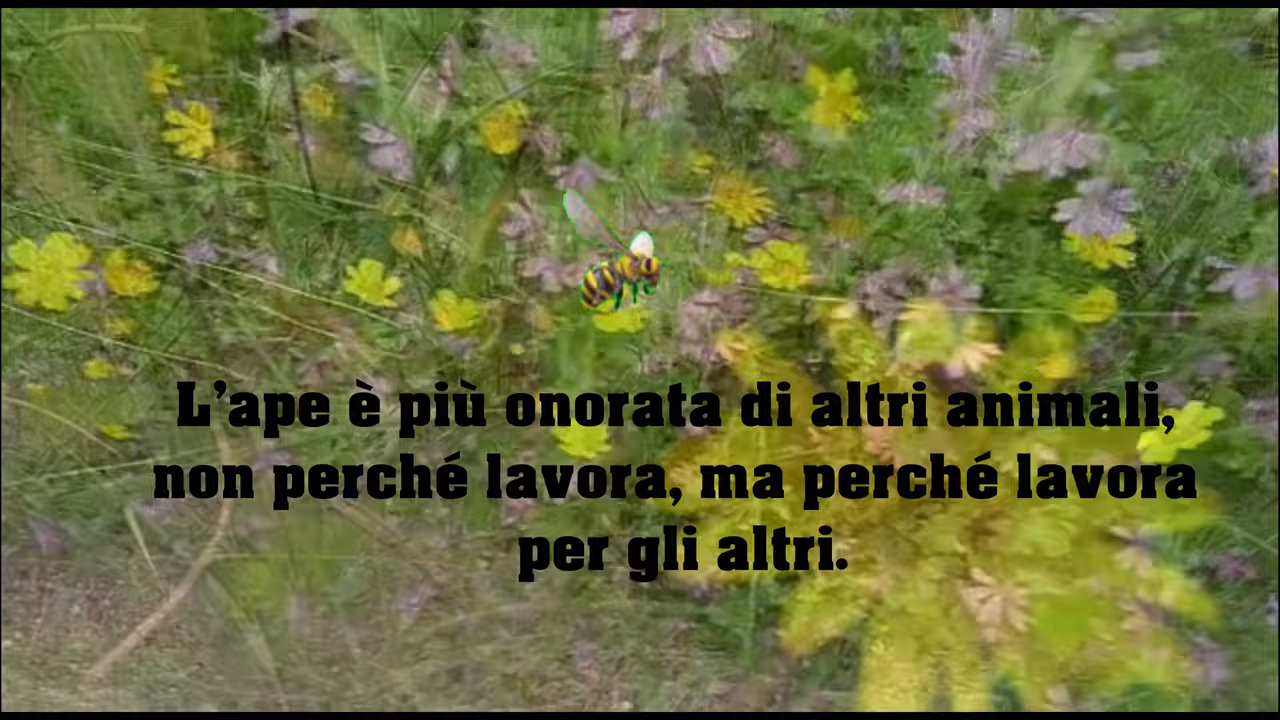 L’ape è più onorata di altri animali,
non perché lavora, ma perché lavora
per gli altri.